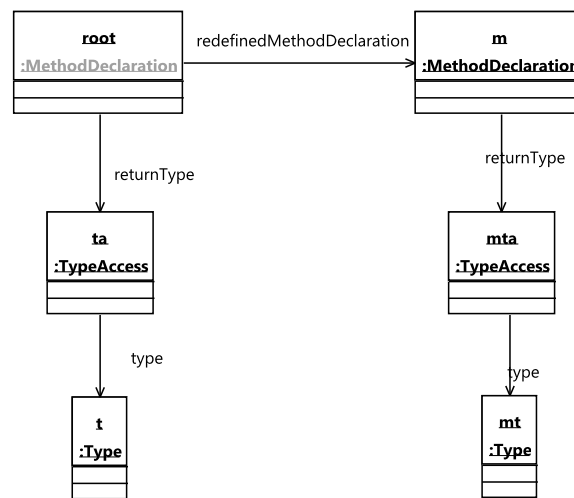 root
:MethodDeclaration
redefinedMethodDeclaration
m
:MethodDeclaration
returnType
returnType
ta
:TypeAccess
mta
:TypeAccess
type
type
t
:Type
mt
:Type